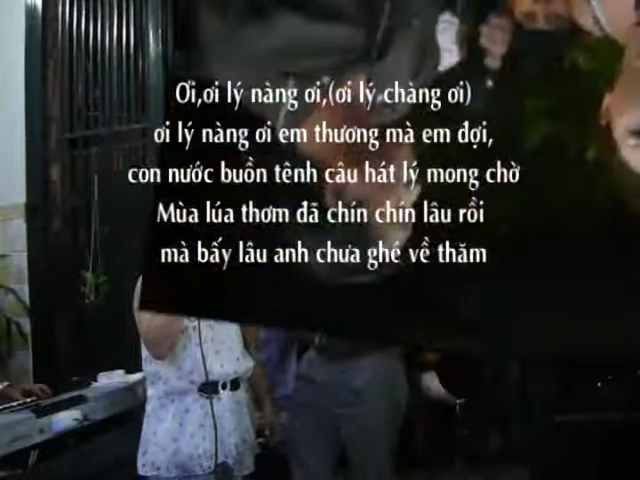 Ơi,ơi lý nàng ơi,(ơi lý chàng ơi)
ơi lý nàng ơi em thương mà em đợi,
con nước buồn tênh câu hát lý mong chờ
Mùa lúa thơm đã chín chín lâu rồi
mà bấy lâu anh chưa ghé về thăm